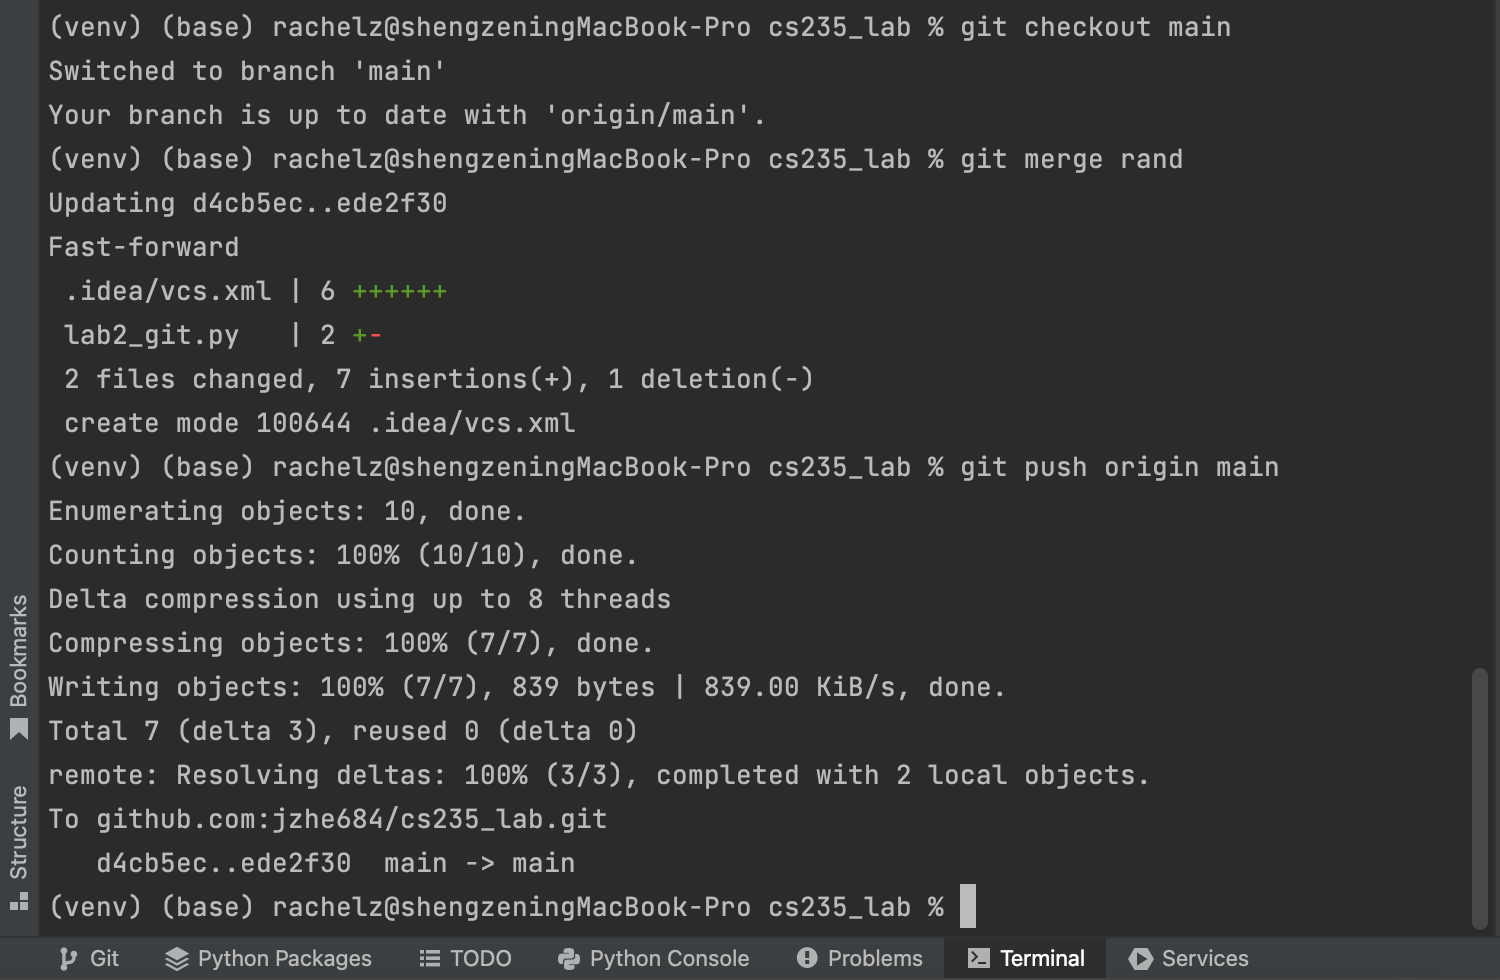 (venv) (base) rachelz@shengzeningMacBook-Pro cs235_lab % git checkout main
Switched to branch 'main'
Your branch is up to date with 'origin/main'.
(venv) (base) rachelz@shengzeningMacBook-Pro cs235_lab % git merge rand
Updating d4cb5ec..ede2f30
Fast-forward
 .idea/vcs.xml | 6 ++++++
 lab2_git.py   | 2 +-
 2 files changed, 7 insertions(+), 1 deletion(-)
 create mode 100644 .idea/vcs.xml
(venv) (base) rachelz@shengzeningMacBook-Pro cs235_lab % git push origin main
Enumerating objects: 10, done.
Counting objects: 100% (10/10), done.
Delta compression using up to 8 threads
Compressing objects: 100% (7/7), done.
Writing objects: 100% (7/7), 839 bytes | 839.00 KiB/s, done.
Total 7 (delta 3), reused 0 (delta 0)
remote: Resolving deltas: 100% (3/3), completed with 2 local objects.
To github.com:jzhe684/cs235_lab.git
   d4cb5ec..ede2f30  main -> main
(venv) (base) rachelz@shengzeningMacBook-Pro cs235_lab %
Bookmarks
Structure
Git Python Packages TODO Python Console Problems Terminal Services